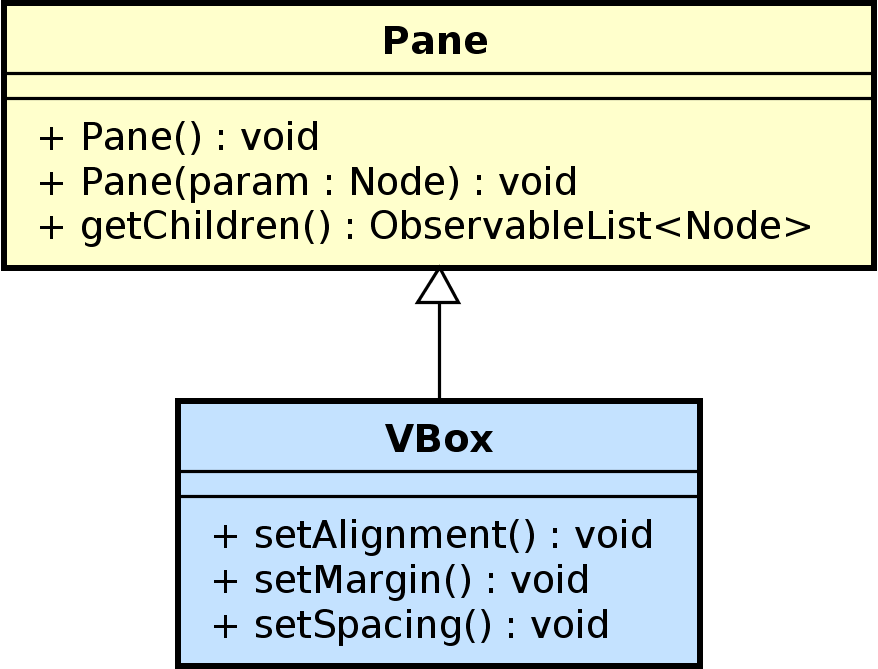 Pane
+ Pane() : void
+ Pane(param : Node) : void
+ getChildren() : ObservableList<Node>
VBox
+ setAlignment() : void
+ setMargin() : void
+ setSpacing() : void